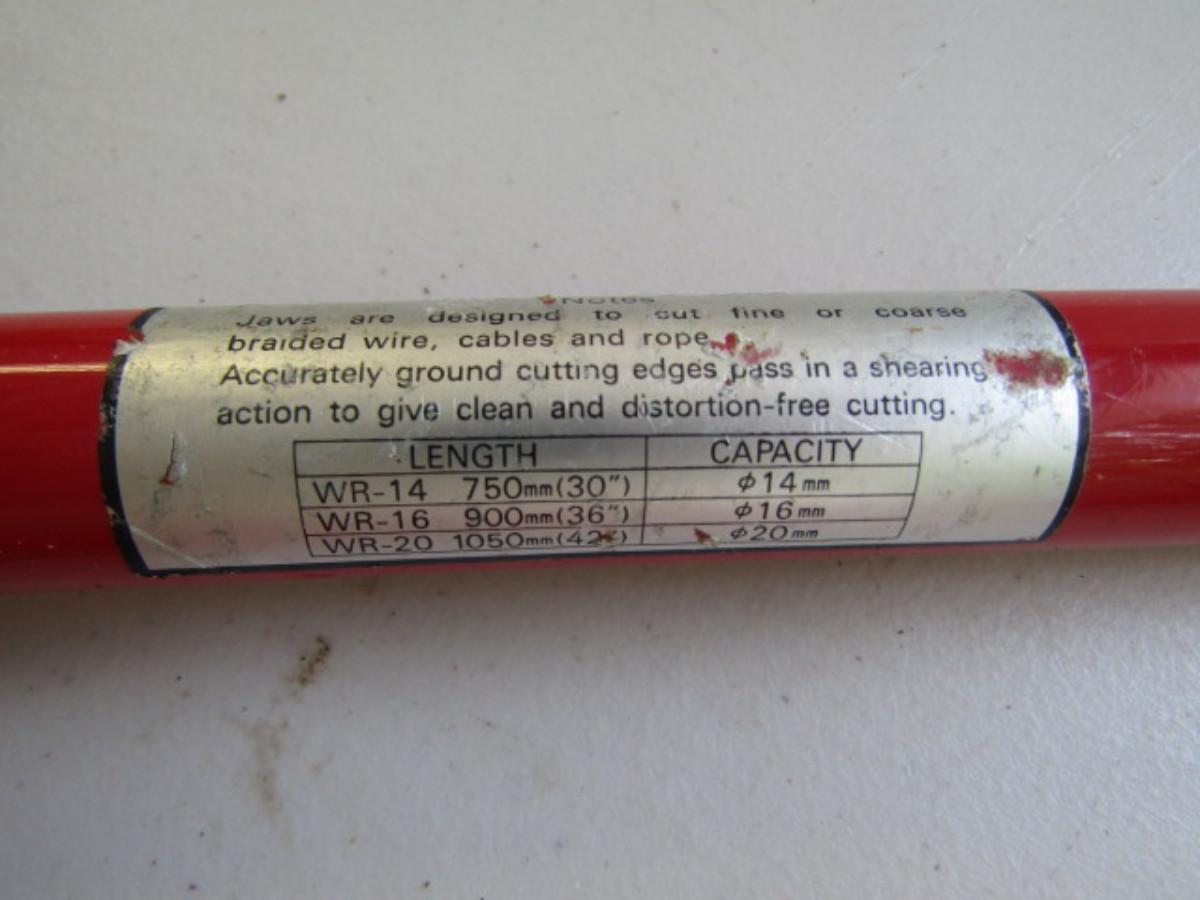 Notes
Jaws are designed to cut fine or coarse
braided wire, cables and rope.
Accurately ground cutting edges pass in a shearing
action to give clean and distortion-free cutting.
LENGTH CAPACITY
WR-14 750mm(30") ϕ14mm
WR-16 900mm(36") ϕ16mm
WR-20 1050mm(42") ϕ20mm